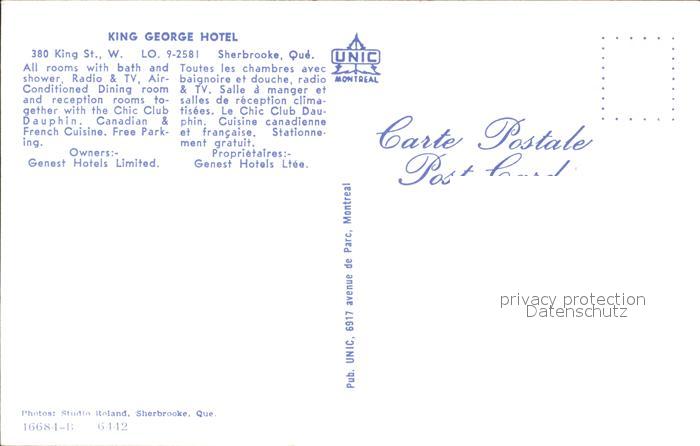 KING GEORGE HOTEL
380 King St., W. LO. 9-2581 Sherbrooke, Qué.
All rooms with bath and
shower, Radio & TV, Air-
Conditioned Dining room
and reception rooms to-
gether with the Chic Club
Dauphin. Canadian &
French Cuisine. Free Park-
ing.
Owners:-
Genest Hotels Limited.
Toutes les chambres avec
baignoire et douche, radio
& TV. Salle à manger et
salles de réception clima-
tisées. Le Chic Club Dau-
phin. Cuisine canadienne
et française. Stationne-
ment gratuit.
Propriétaires:-
Genest Hotels Ltée.
UNIC
MONTREAL
Carte Postale
Post Card
Pub. UNIC, 6917 avenue de Parc, Montreal
privacy protection
Datenschutz
Photos: Studio Roland, Sherbrooke, Que.
16684-B 6442